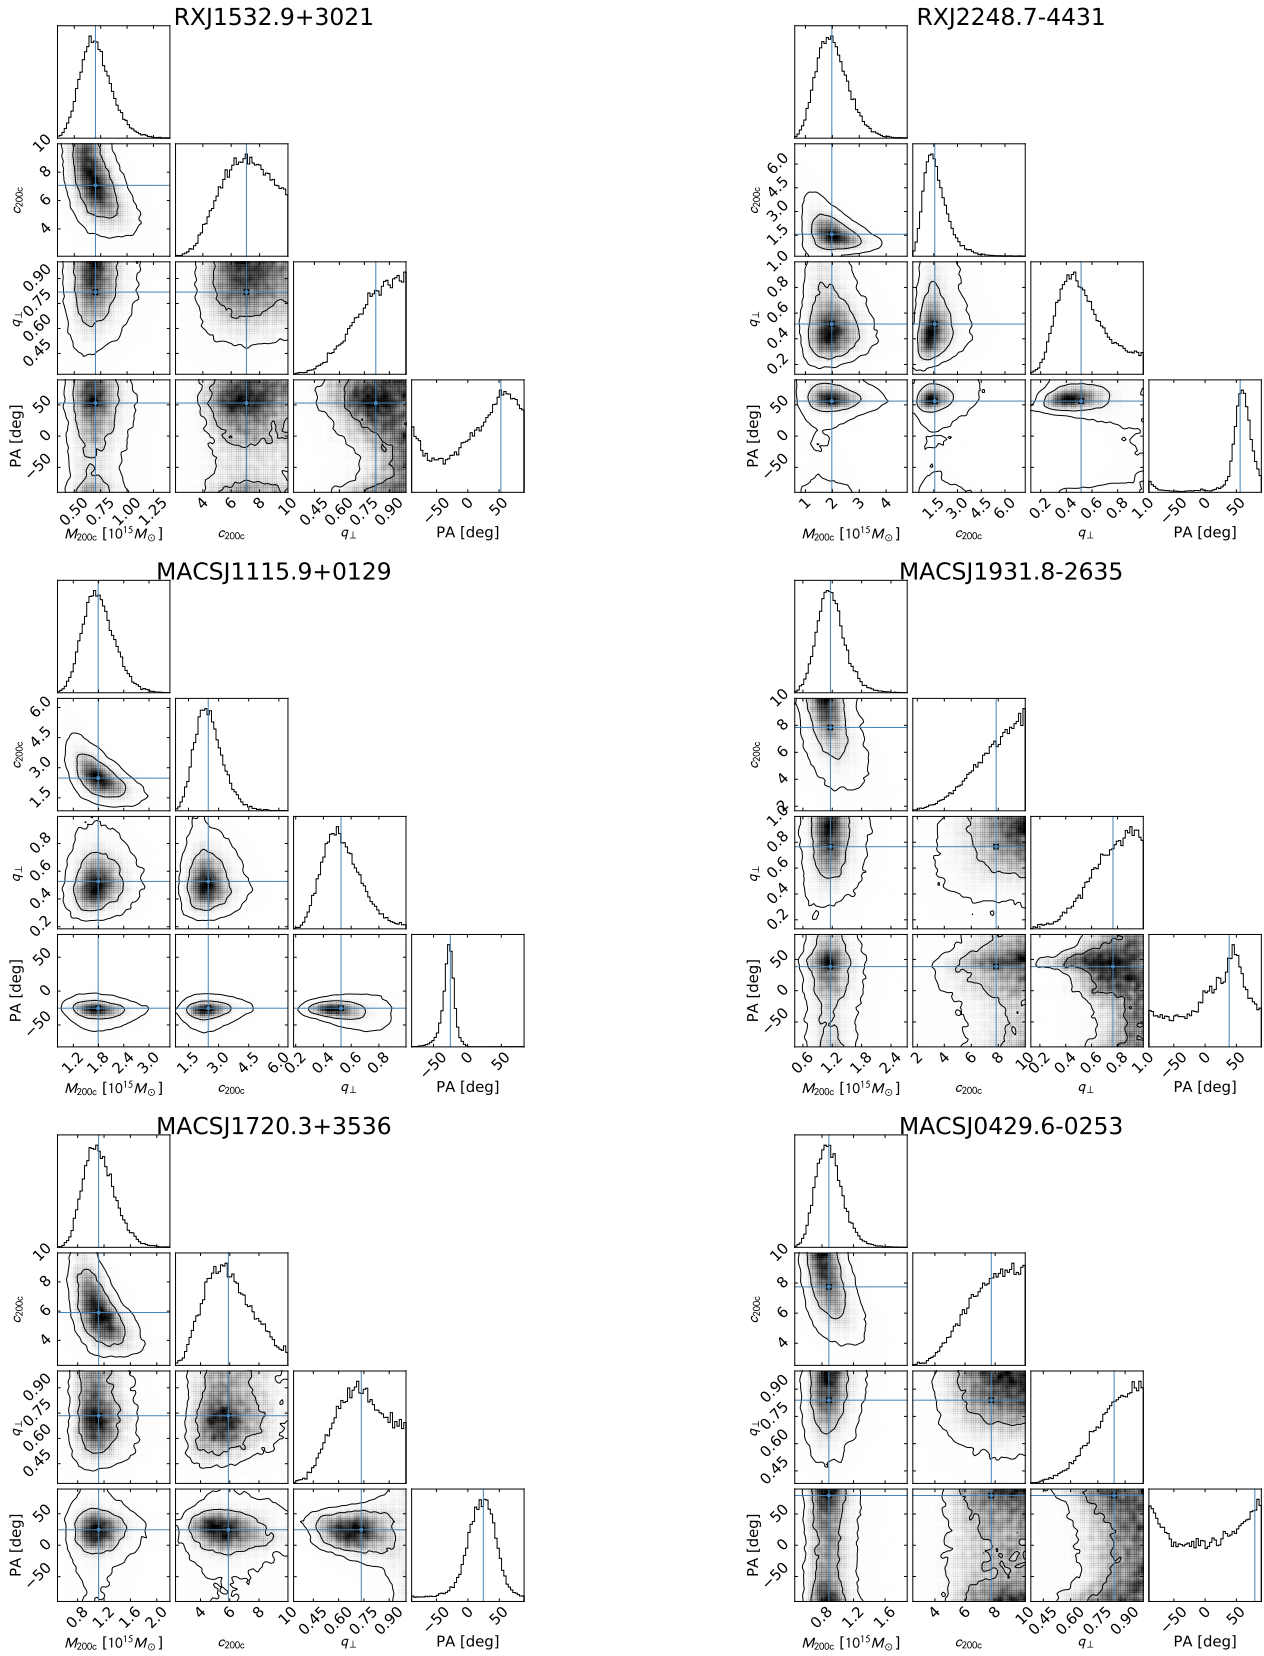 RXJ1532.9+3021
c200c
10
8
6
4
q⊥
0.90
0.75
0.60
0.45
PA [deg]
50
0
−50
0.50 0.75 1.00 1.25
4 6 8 10
0.45 0.60 0.75 0.90
−50 0 50
M200c [10^15 M⊙] c200c q⊥ PA [deg]
RXJ2248.7-4431
c200c
6.0
4.5
3.0
1.5
0.0
q⊥
1.0
0.8
0.6
0.4
0.2
PA [deg]
50
0
−50
1 2 3 4
1.5 3.0 4.5 6.0
0.2 0.4 0.6 0.8 1.0
−50 0 50
M200c [10^15 M⊙] c200c q⊥ PA [deg]
MACSJ1115.9+0129
c200c
6.0
4.5
3.0
1.5
q⊥
0.8
0.6
0.4
0.2
PA [deg]
50
0
−50
1.2 1.8 2.4 3.0
1.5 3.0 4.5 6.0
0.2 0.4 0.6 0.8
−50 0 50
M200c [10^15 M⊙] c200c q⊥ PA [deg]
MACSJ1931.8-2635
c200c
10
8
6
4
2
q⊥
1.0
0.8
0.6
0.4
0.2
PA [deg]
50
0
−50
0.6 1.2 1.8 2.4
2 4 6 8 10
0.2 0.4 0.6 0.8 1.0
−50 0 50
M200c [10^15 M⊙] c200c q⊥ PA [deg]
MACSJ1720.3+3536
c200c
10
8
6
4
q⊥
0.90
0.75
0.60
0.45
PA [deg]
50
0
−50
0.8 1.2 1.6 2.0
4 6 8 10
0.45 0.60 0.75 0.90
−50 0 50
M200c [10^15 M⊙] c200c q⊥ PA [deg]
MACSJ0429.6-0253
c200c
10
8
6
4
q⊥
0.90
0.75
0.60
0.45
PA [deg]
50
0
−50
0.8 1.2 1.6
4 6 8 10
0.45 0.60 0.75 0.90
−50 0 50
M200c [10^15 M⊙] c200c q⊥ PA [deg]